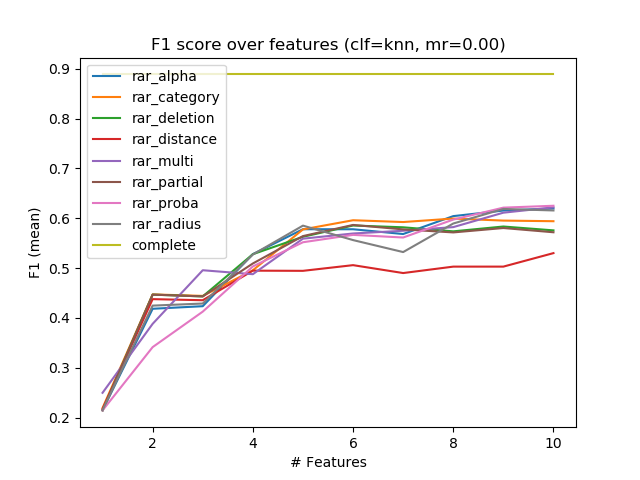 F1 score over features (clf=knn, mr=0.00)
0.9
0.8
0.7
0.6
0.5
0.4
0.3
0.2
F1 (mean)
rar_alpha
rar_category
rar_deletion
rar_distance
rar_multi
rar_partial
rar_proba
rar_radius
complete
2 4 6 8 10
# Features